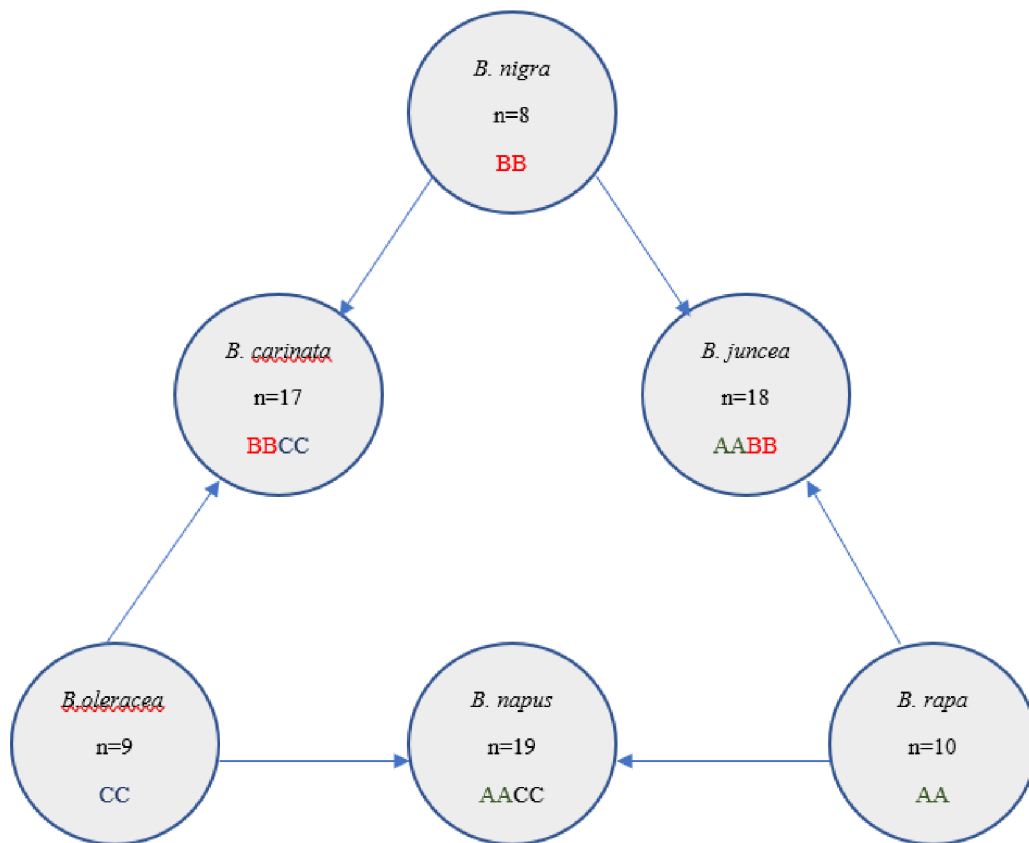 B. nigra
n=8
BB
B. carinata
n=17
BBCC
B. juncea
n=18
AABB
B.oleracea
n=9
CC
B. napus
n=19
AACC
B. rapa
n=10
AA